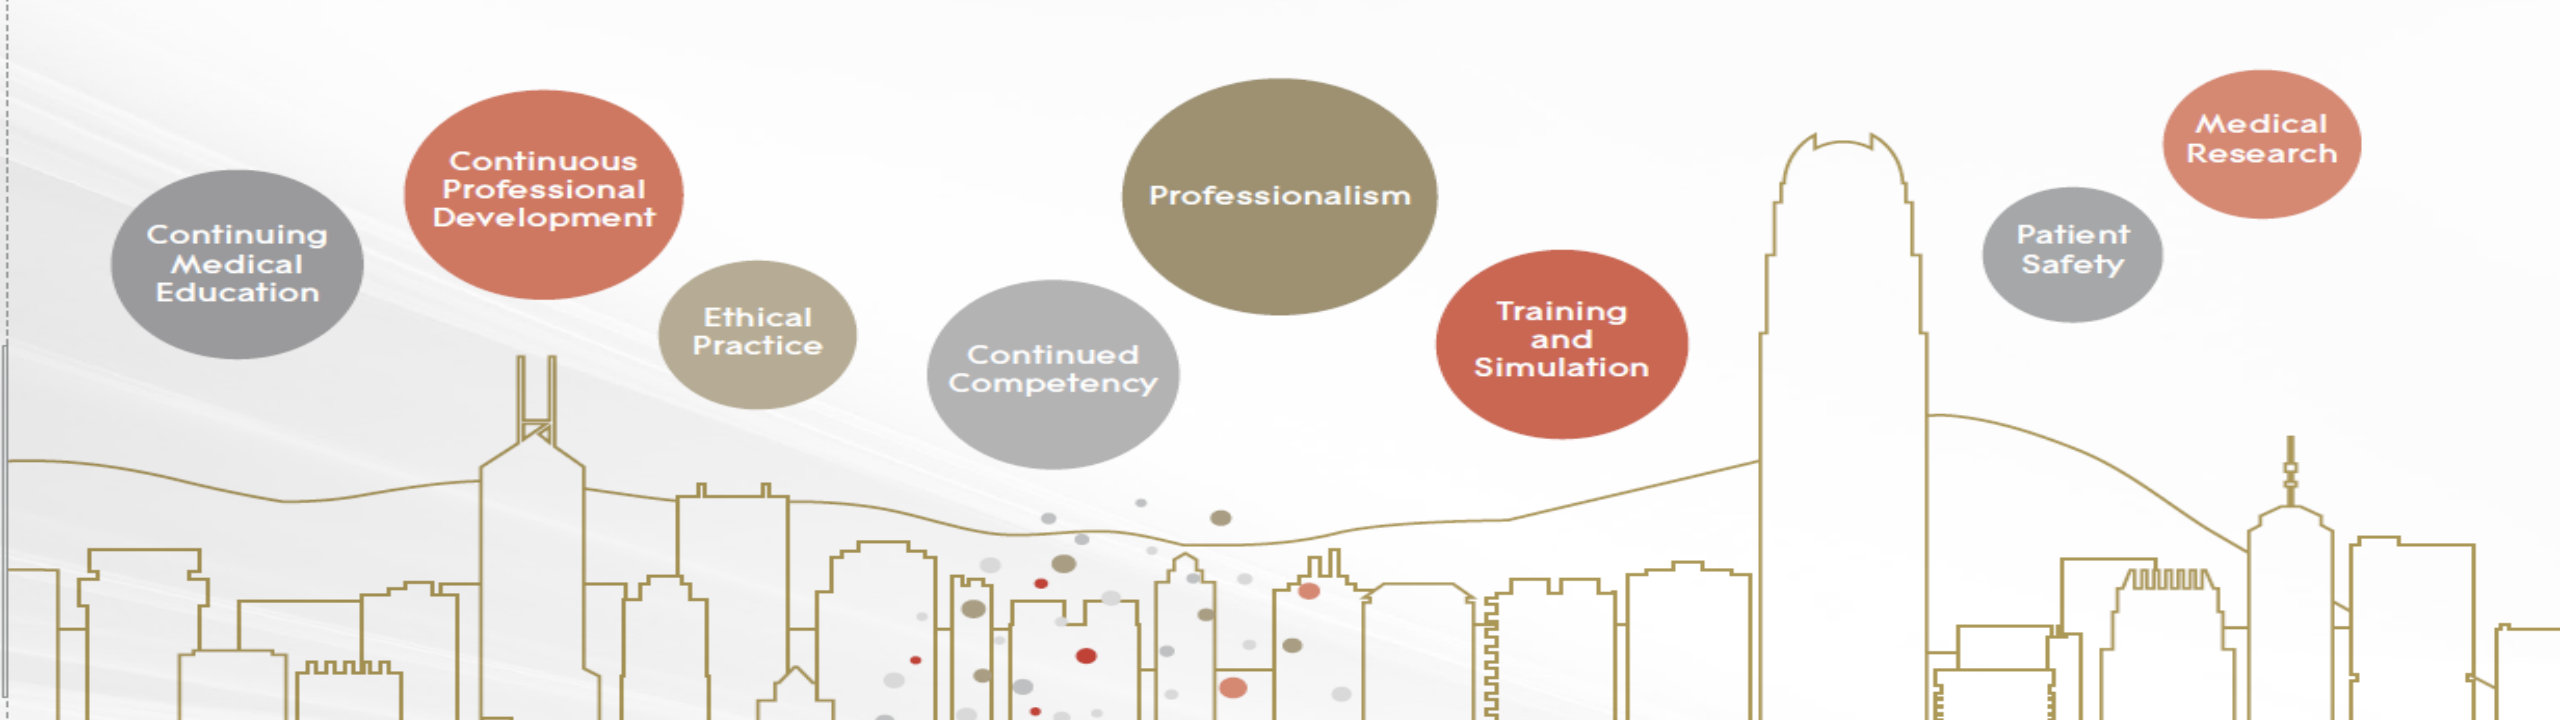 Continuing
Medical
Education
Continuous
Professional
Development
Ethical
Practice
Continued
Competency
Professionalism
Training
and
Simulation
Patient
Safety
Medical
Research